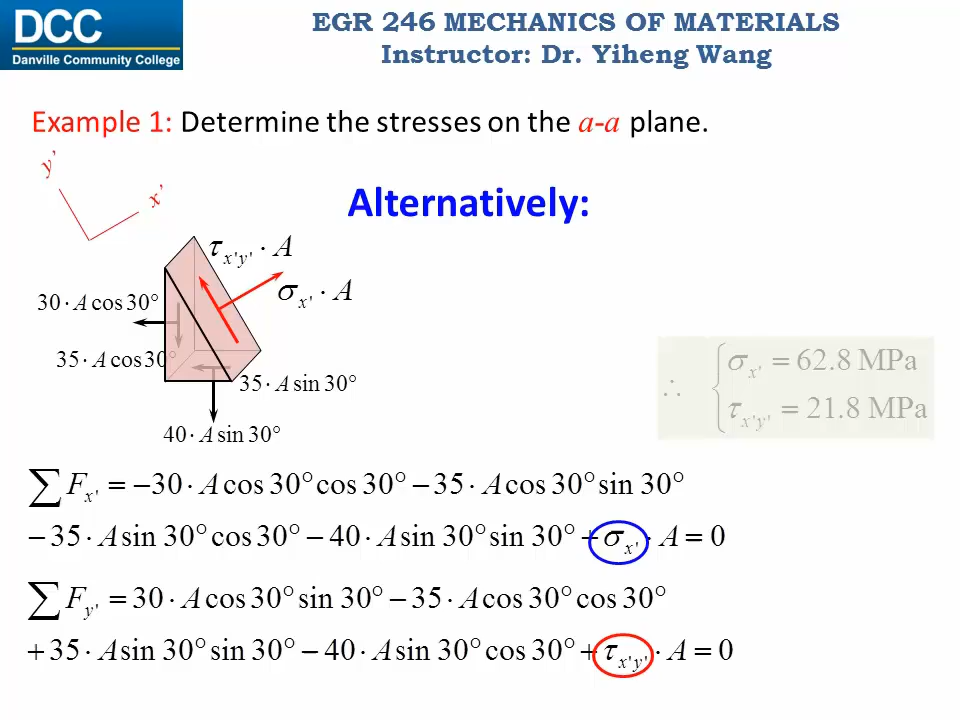 DCC
Danville Community College
EGR 246 MECHANICS OF MATERIALS
Instructor: Dr. Yiheng Wang
Example 1: Determine the stresses on the a-a plane.
y'
x'
Alternatively:
τx'y' · A
σx' · A
30 · A cos 30°
35 · A cos 30°
35 · A sin 30°
40 · A sin 30°
∴ { σx' = 62.8 MPa
τx'y' = 21.8 MPa
∑ Fx' = −30 · A cos 30° cos 30° − 35 · A cos 30° sin 30°
− 35 · A sin 30° cos 30° − 40 · A sin 30° sin 30° + σx' · A = 0
∑ Fy' = 30 · A cos 30° sin 30° − 35 · A cos 30° cos 30°
+ 35 · A sin 30° sin 30° − 40 · A sin 30° cos 30° + τx'y' · A = 0